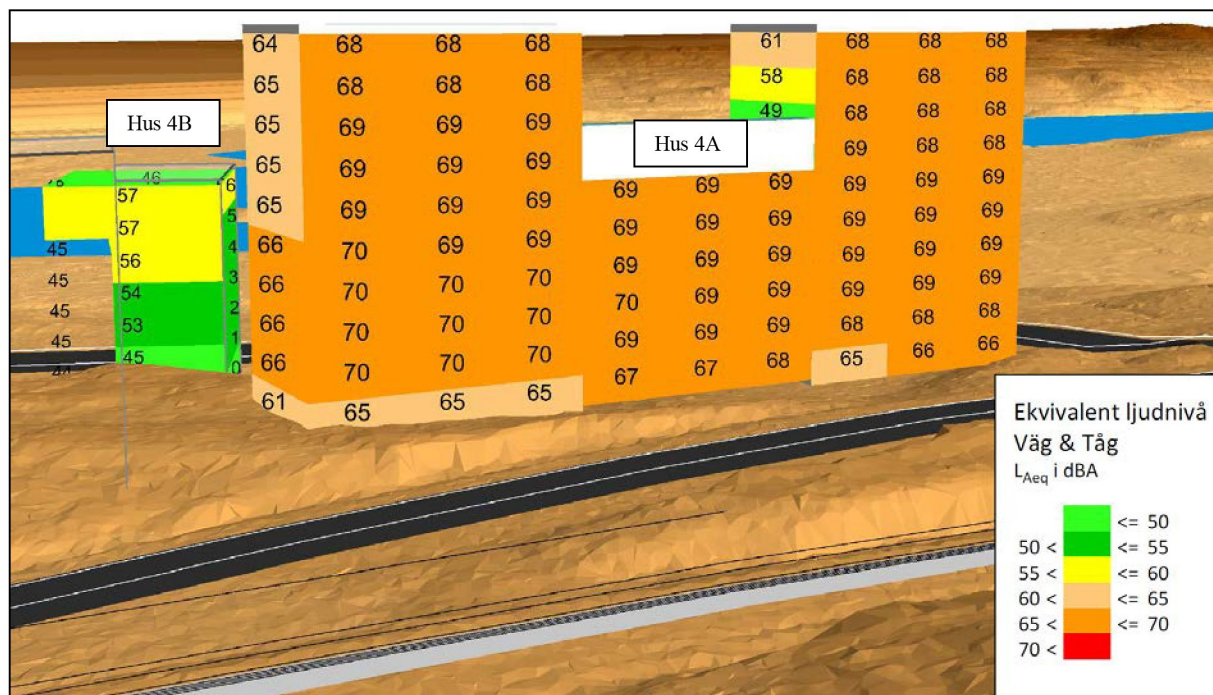 64 68 68 68 61 68 68 68
65 68 68 68 58 68 68 68
65 69 69 69 49 68 68 68
Hus 4B
Hus 4A
65 69 69 69 69 68 68
46
57 65 69 69 69 69 69 69 69 69 69
57 66 70 69 69 69 69 69 69 69 69
45 56 66 70 70 70 69 69 69 69 69 69
45 54 3 66 70 70 70 70 69 69 69 69 69
45 53 2 66 70 70 70 69 69 69 68 68 68
45 45 0 61 65 65 65 67 67 68 65 66 66
Ekvivalent ljudnivå
Väg & Tåg
LAeq i dBA
<= 50
50 < <= 55
55 < <= 60
60 < <= 65
65 < <= 70
70 <